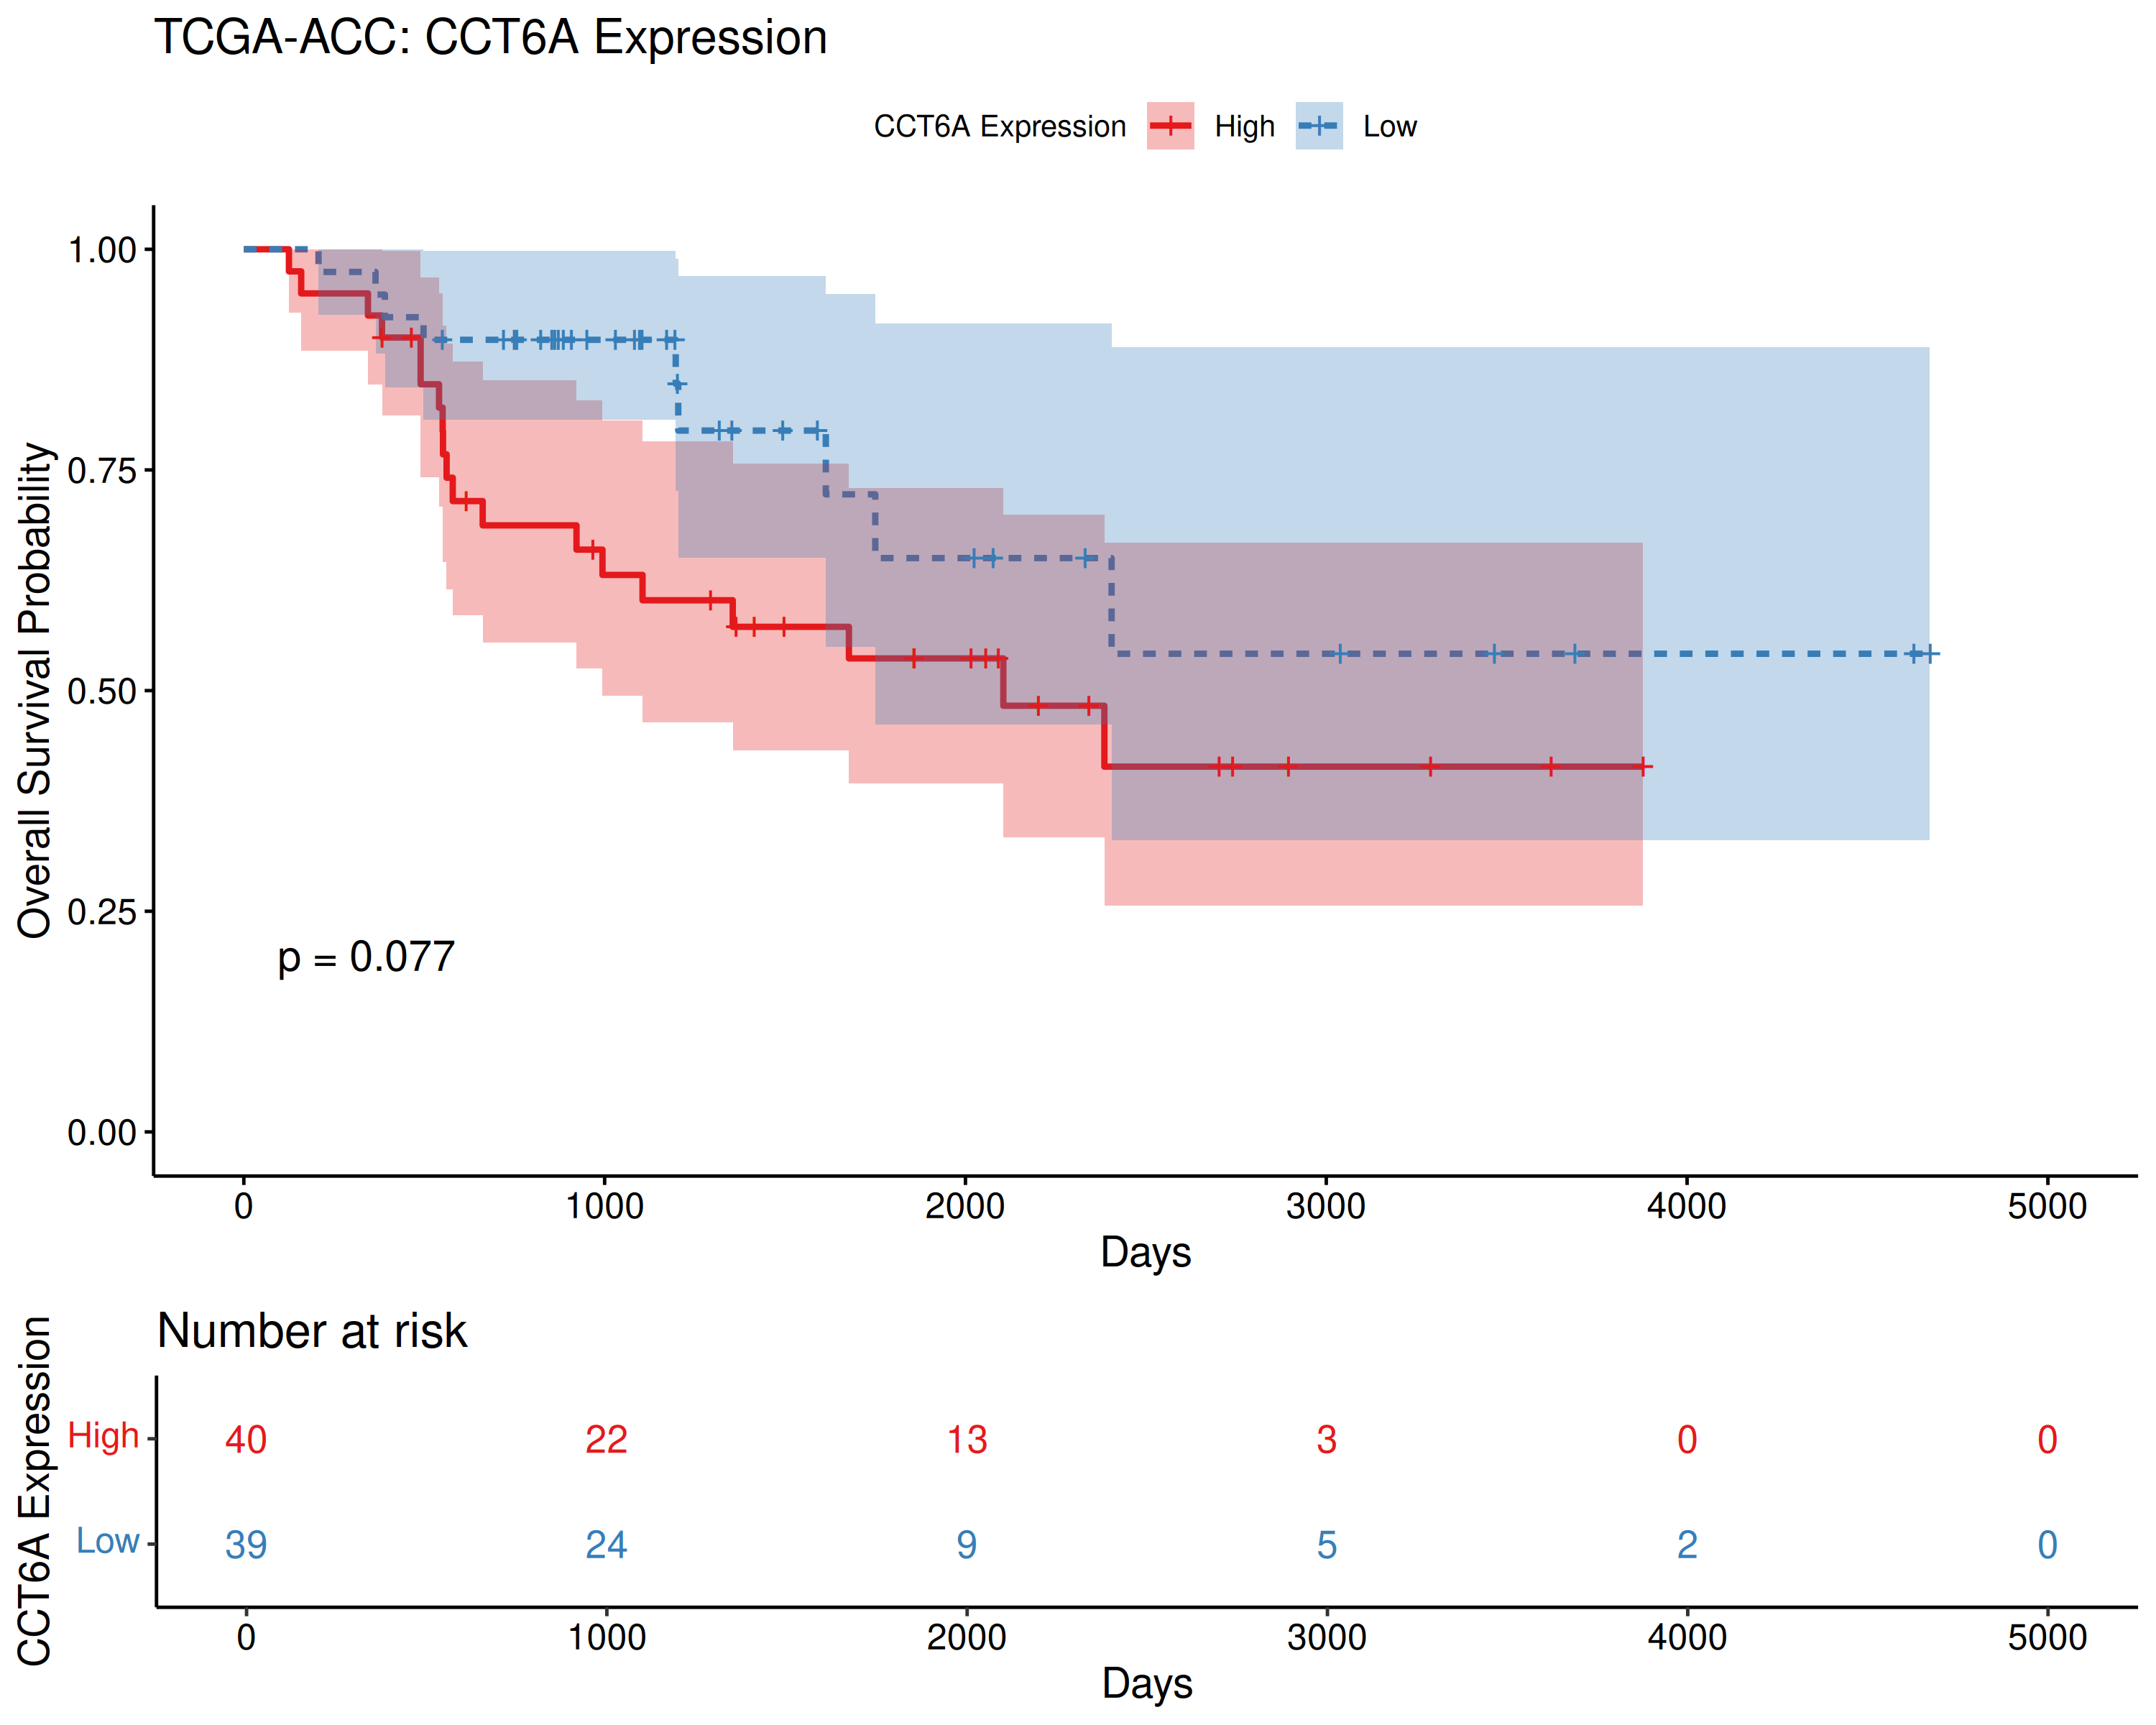 TCGA-ACC: CCT6A Expression
CCT6A Expression High Low
Overall Survival Probability
1.00
0.75
0.50
0.25
0.00
p = 0.077
0 1000 2000 3000 4000 5000
Days
Number at risk
CCT6A Expression
High 40 22 13 3 0 0
Low 39 24 9 5 2 0
0 1000 2000 3000 4000 5000
Days